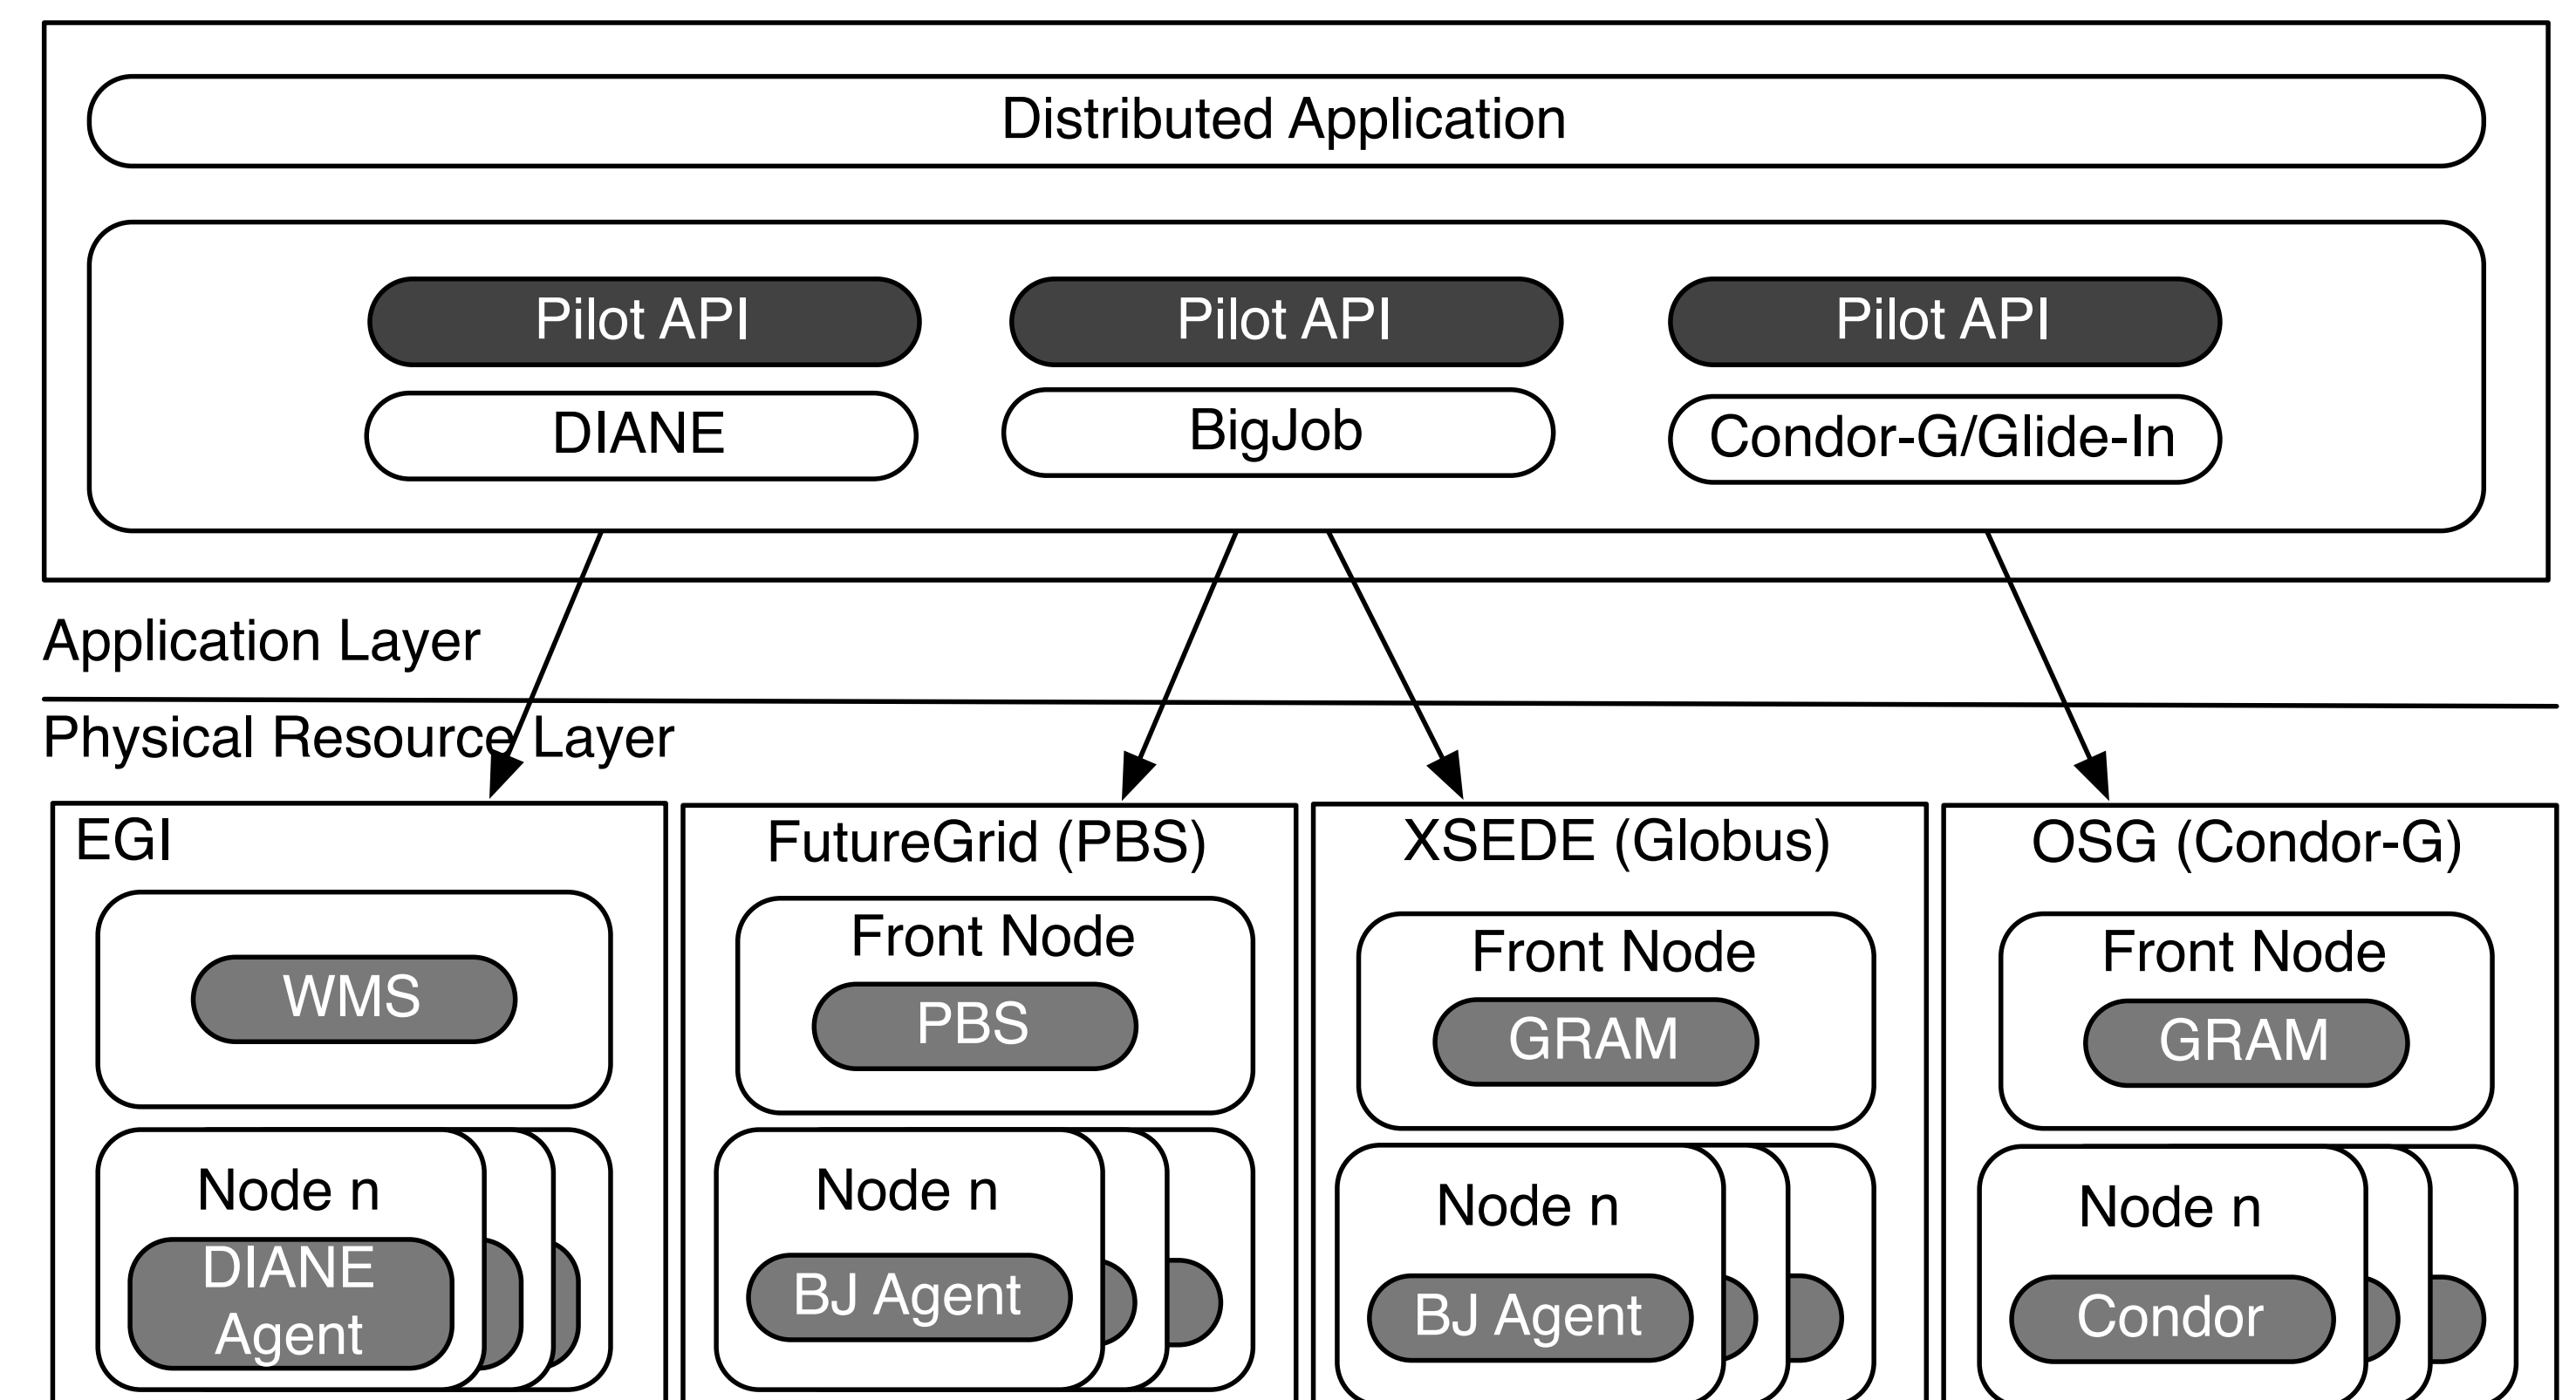 Distributed Application
Pilot API
Pilot API
Pilot API
DIANE
BigJob
Condor-G/Glide-In
Application Layer
Physical Resource Layer
EGI
WMS
Node n
DIANE
Agent
FutureGrid (PBS)
Front Node
PBS
Node n
BJ Agent
XSEDE (Globus)
Front Node
GRAM
Node n
BJ Agent
OSG (Condor-G)
Front Node
GRAM
Node n
Condor